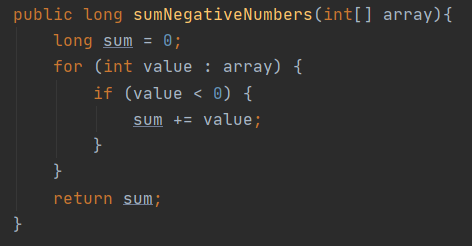 public long sumNegativeNumbers(int[] array){
    long sum = 0;
    for (int value : array) {
        if (value < 0) {
            sum += value;
        }
    }
    return sum;
}